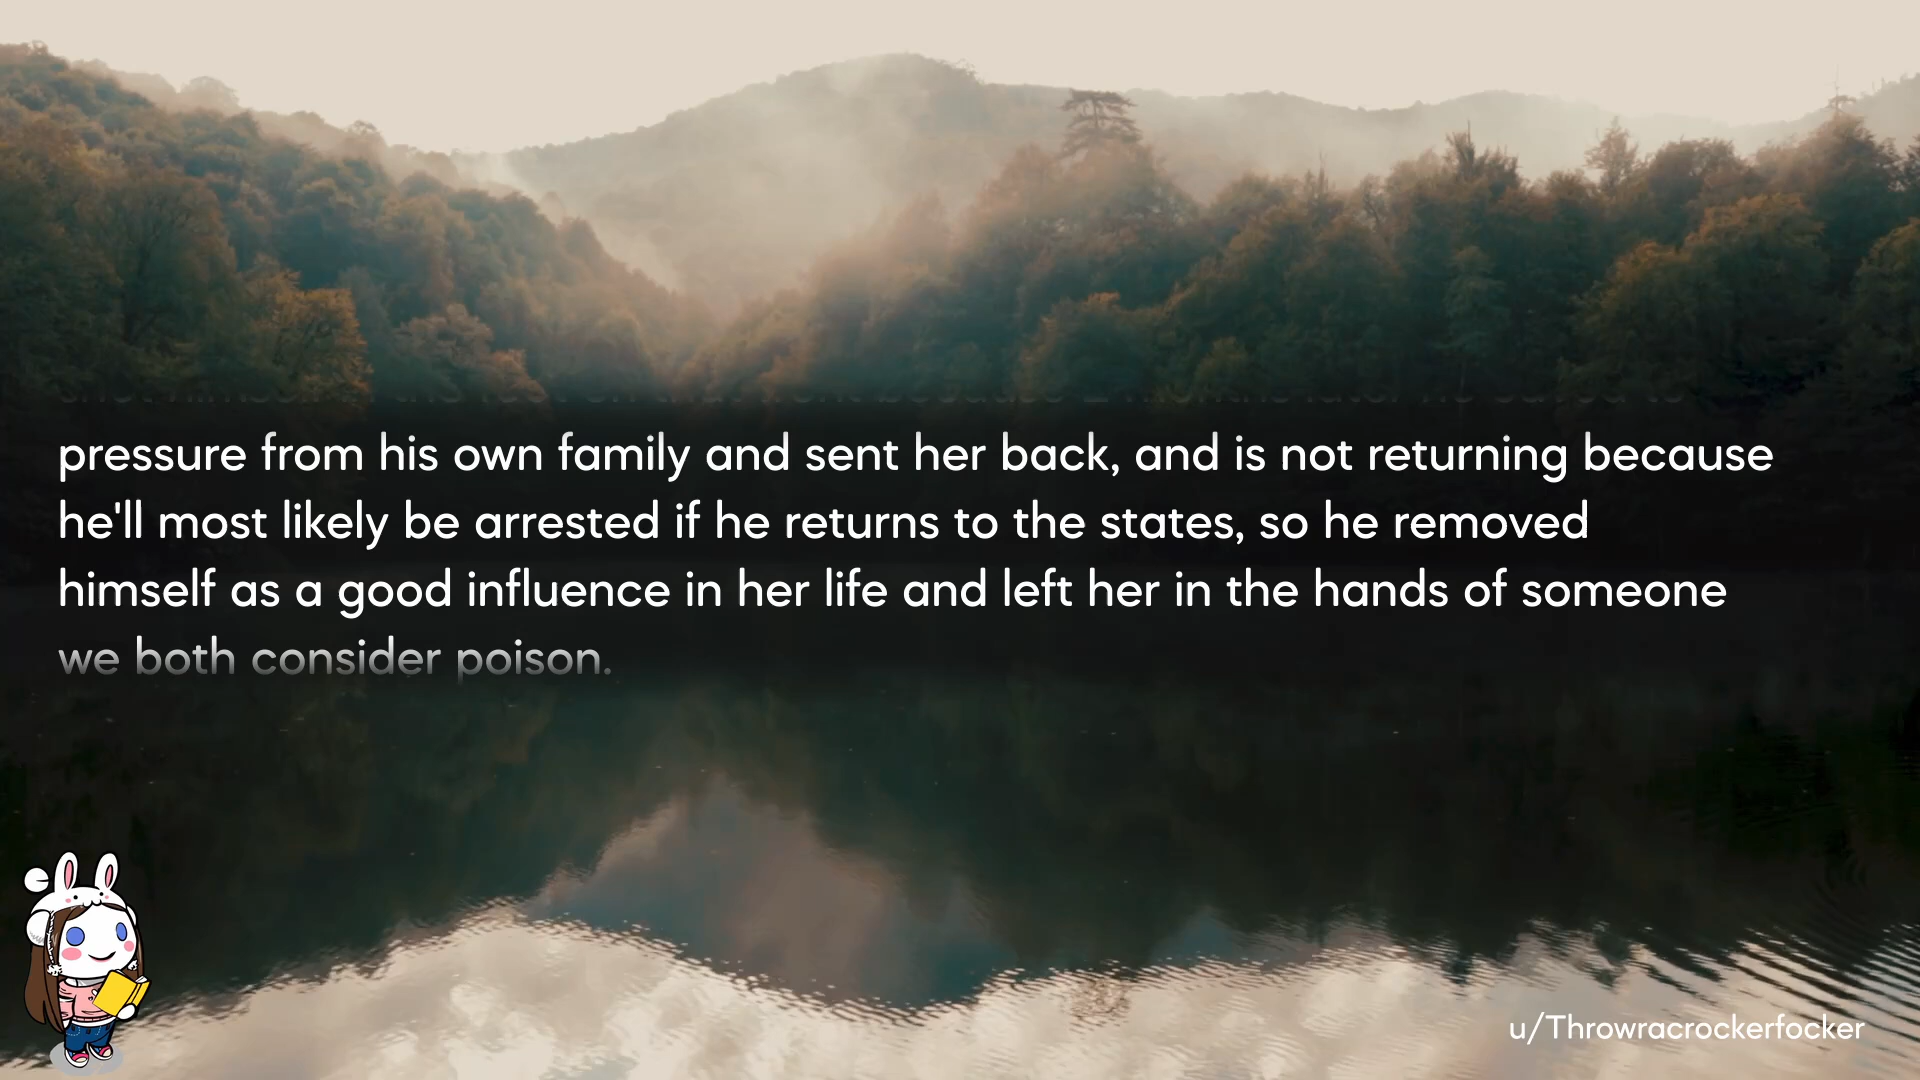 pressure from his own family and sent her back, and is not returning because
he'll most likely be arrested if he returns to the states, so he removed
himself as a good influence in her life and left her in the hands of someone
we both consider poison.
u/Throwracrockerfocker